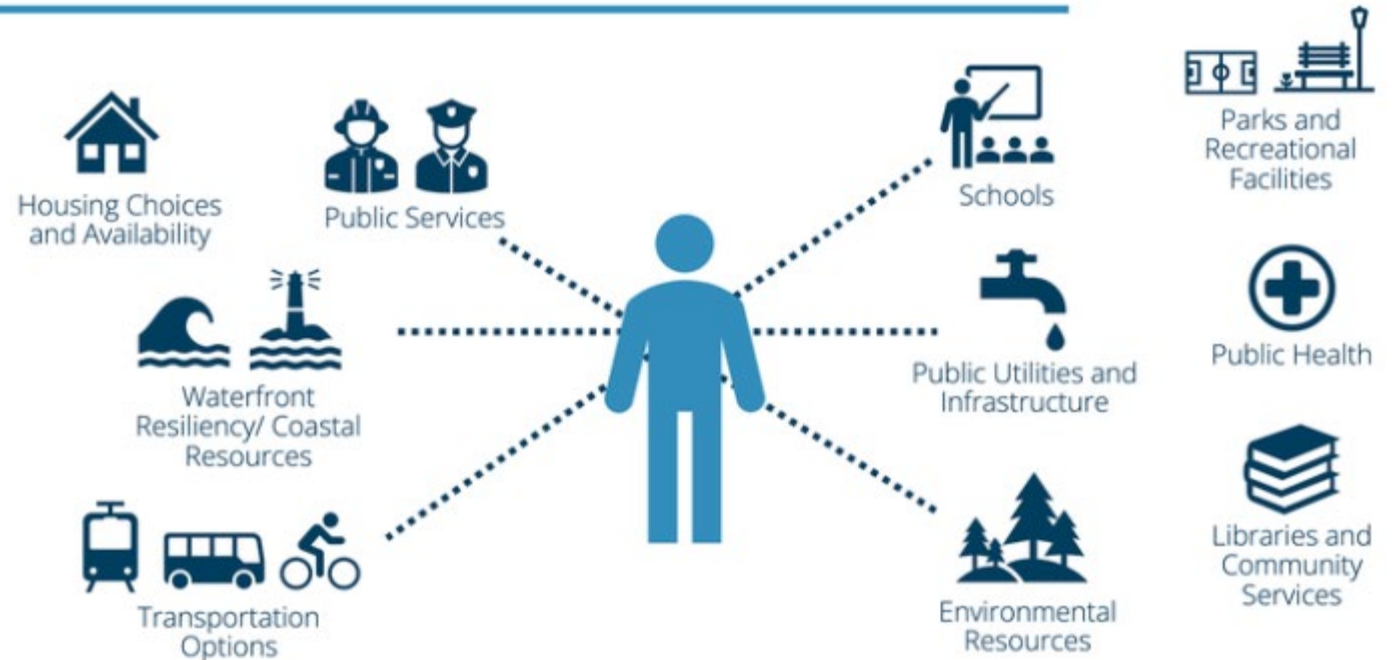 Housing Choices
and Availability
Public Services
Waterfront
Resiliency/ Coastal
Resources
Transportation
Options
Schools
Public Utilities and
Infrastructure
Environmental
Resources
Parks and
Recreational
Facilities
Public Health
Libraries and
Community
Services